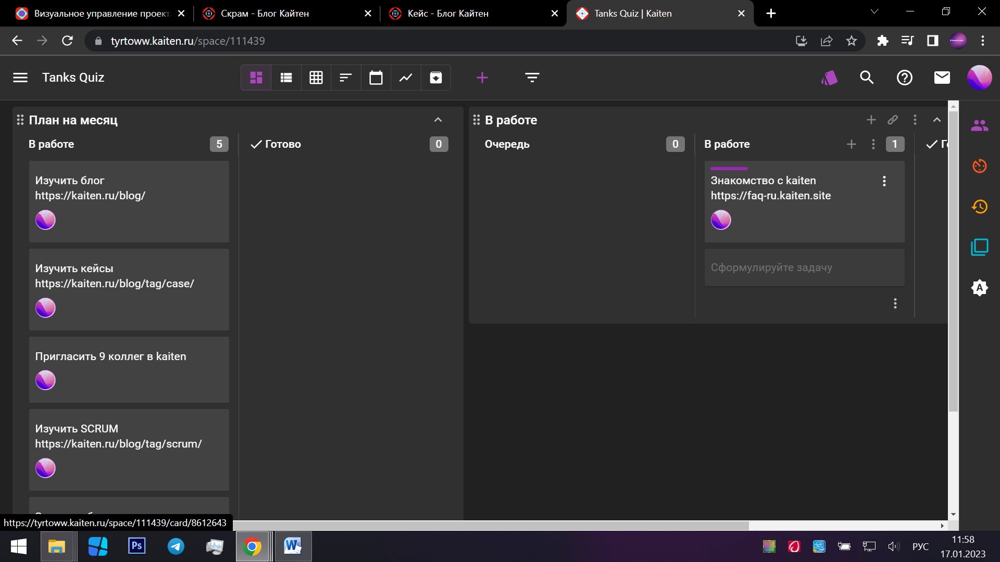 Визуальное управление проект
Скрам - Блог Кайтен
Кейс - Блог Кайтен
Tanks Quiz | Kaiten
tyrtoww.kaiten.ru/space/111439
Tanks Quiz
План на месяц
В работе 5
Готово 0
Изучить блог
https://kaiten.ru/blog/
Изучить кейсы
https://kaiten.ru/blog/tag/case/
Пригласить 9 коллег в kaiten
Изучить SCRUM
https://kaiten.ru/blog/tag/scrum/
В работе
Очередь 0
В работе 1
Знакомство с kaiten
https://faq-ru.kaiten.site
Сформулируйте задачу
A
https://tyrtoww.kaiten.ru/space/111439/card/8612643
Ps
W
РУС
11:58
17.01.2023